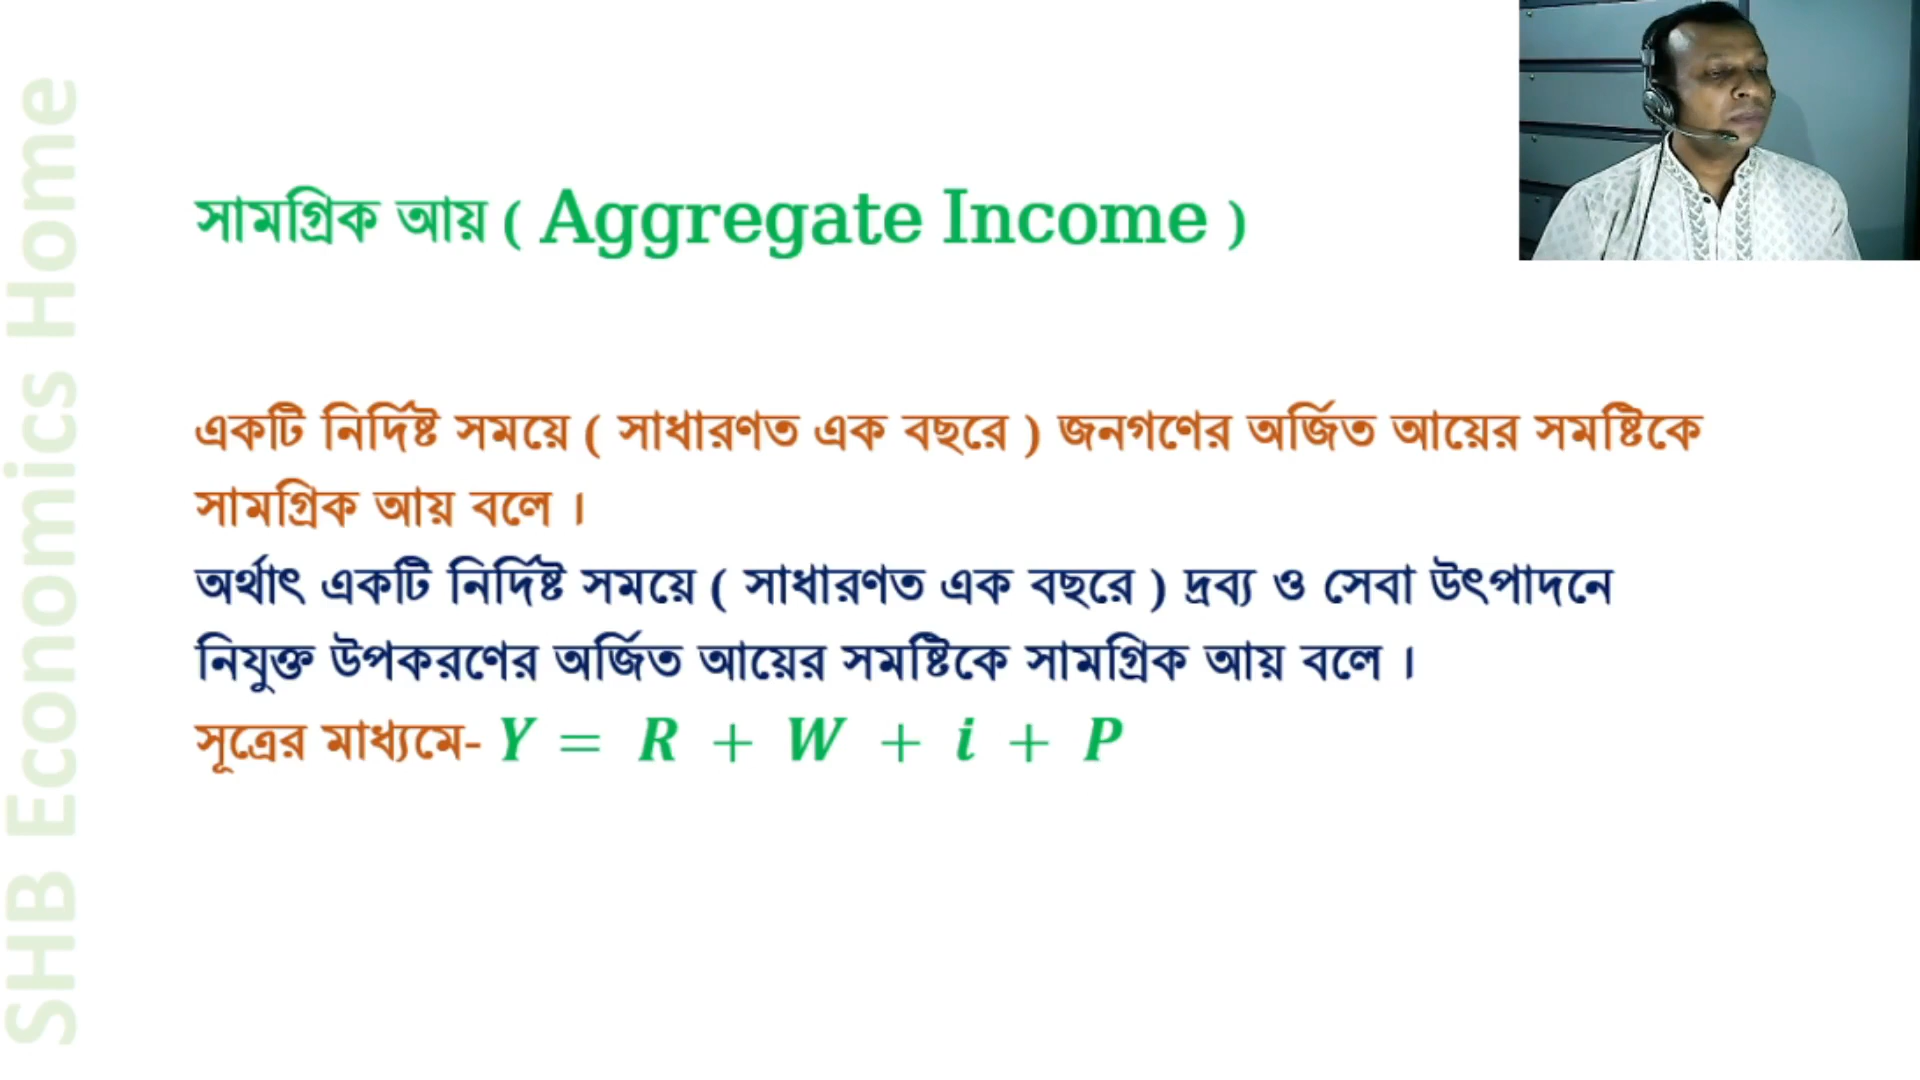 সামগ্রিক আয় ( Aggregate Income )
একটি নির্দিষ্ট সময়ে ( সাধারণত এক বছরে ) জনগণের অর্জিত আয়ের সমষ্টিকে
সামগ্রিক আয় বলে ।
অর্থাৎ একটি নির্দিষ্ট সময়ে ( সাধারণত এক বছরে ) দ্রব্য ও সেবা উৎপাদনে
নিযুক্ত উপকরণের অর্জিত আয়ের সমষ্টিকে সামগ্রিক আয় বলে ।
সূত্রের মাধ্যমে- Y = R + W + i + P
SHB Economics Home